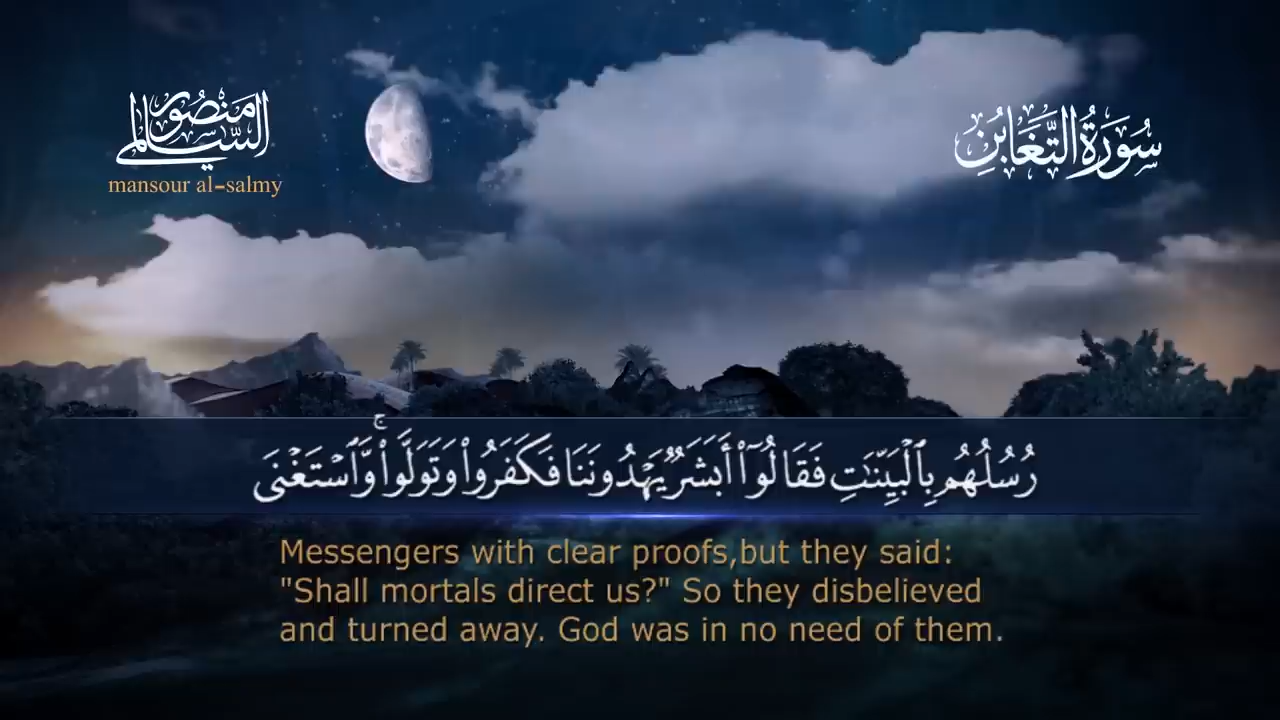 منصور السالمي
mansour al-salmy
سُورَةُ التَّغَابُنِ
رُسُلُهُم بِٱلْبَيِّنَٰتِ فَقَالُوٓا۟ أَبَشَرٌ يَهْدُونَنَا فَكَفَرُوا۟ وَتَوَلَّوا۟ۚ وَّٱسْتَغْنَى
Messengers with clear proofs,but they said:
"Shall mortals direct us?" So they disbelieved
and turned away. God was in no need of them.